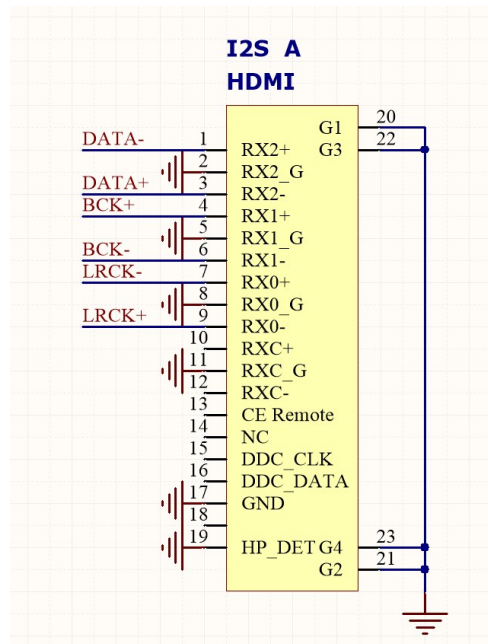 I2S A
HDMI
G1 20
DATA- 1 RX2+ G3 22
2 RX2_G
DATA+ 3 RX2-
BCK+ 4 RX1+
5 RX1_G
BCK- 6 RX1-
LRCK- 7 RX0+
8 RX0_G
LRCK+ 9 RX0-
10 RXC+
11 RXC_G
12 RXC-
13 CE Remote
14 NC
15 DDC_CLK
16 DDC_DATA
17 GND
18
19 HP_DET G4 23
G2 21